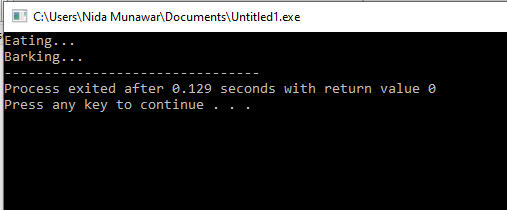 C:\Users\Nida Munawar\Documents\Untitled1.exe
Eating...
Barking...
--------------------------------
Process exited after 0.129 seconds with return value 0
Press any key to continue . . .